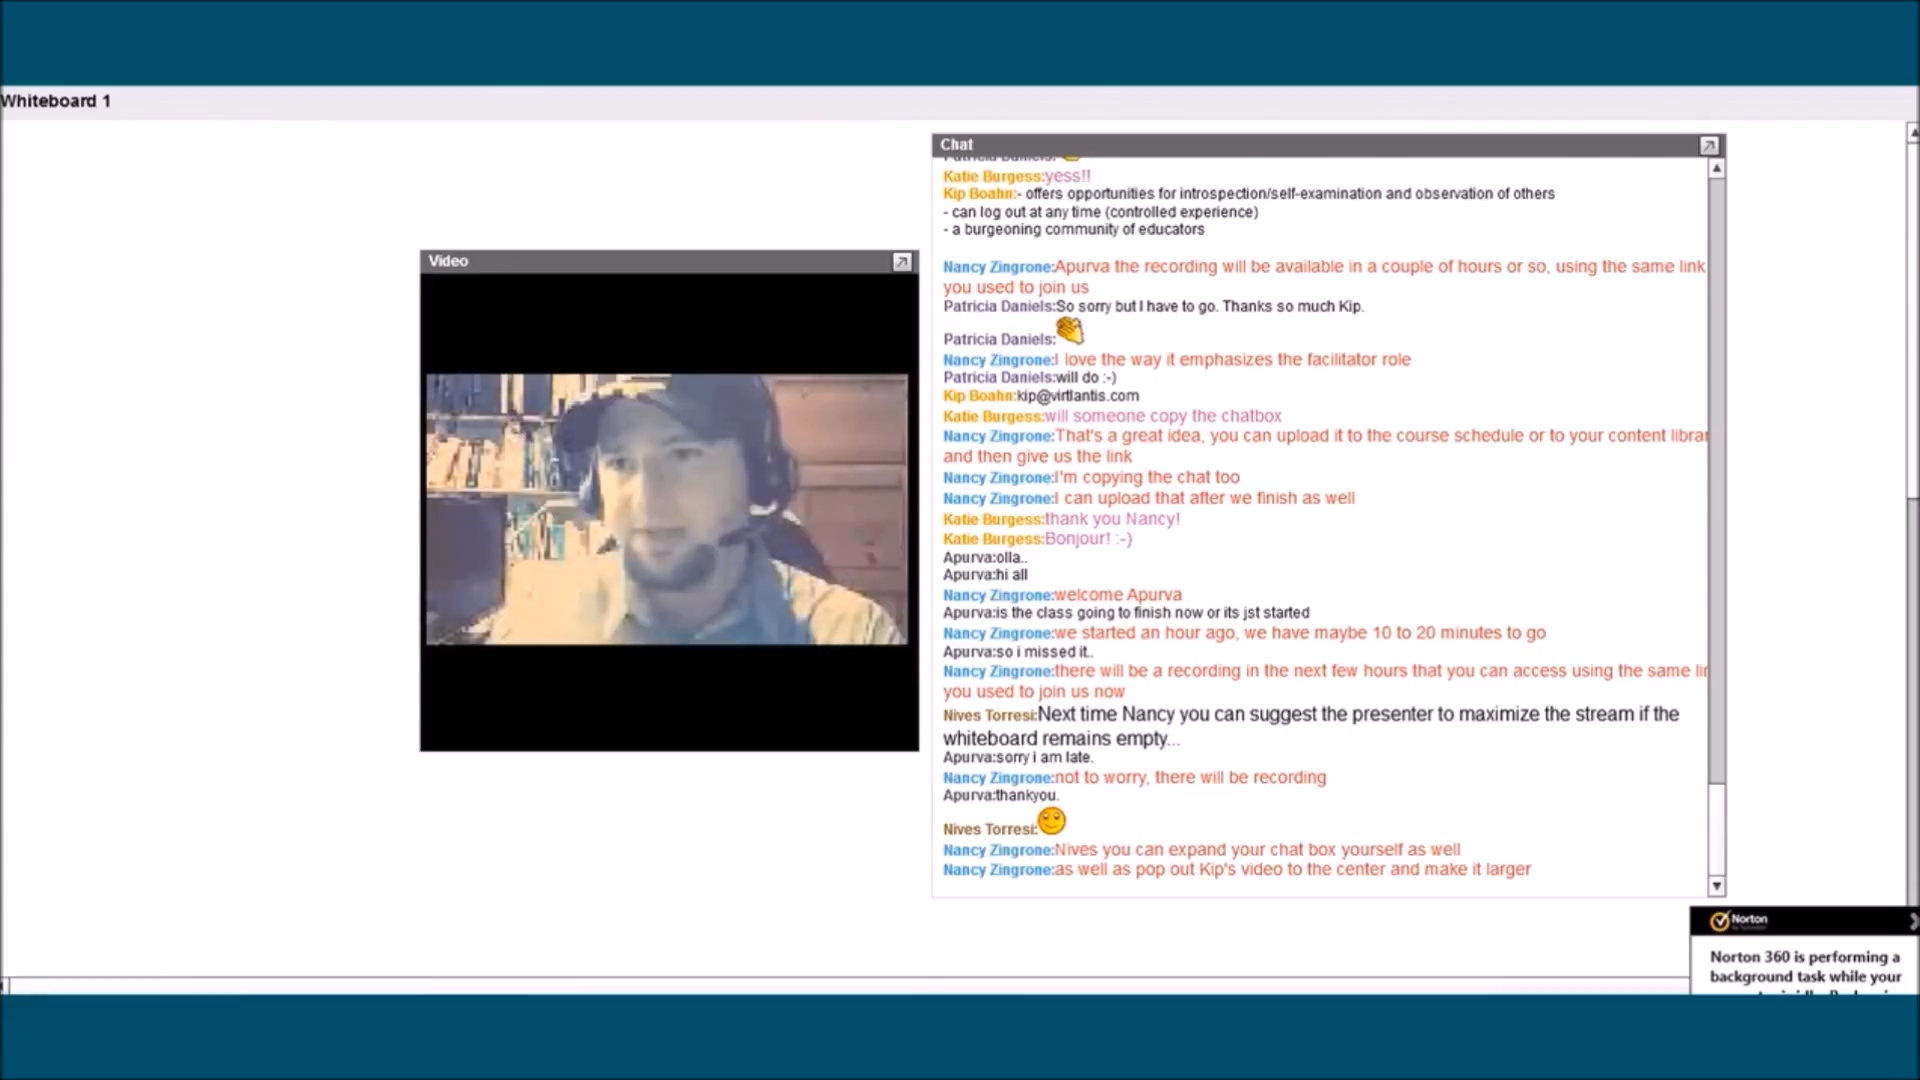 Whiteboard 1
Chat
Patricia Daniels:
Katie Burgess:yess!!
Kip Boahn:- offers opportunities for introspection/self-examination and observation of others
- can log out at any time (controlled experience)
- a burgeoning community of educators
Nancy Zingrone:Apurva the recording will be available in a couple of hours or so, using the same link
you used to join us
Patricia Daniels:So sorry but I have to go. Thanks so much Kip.
Patricia Daniels:
Nancy Zingrone:I love the way it emphasizes the facilitator role
Patricia Daniels:will do :-)
Kip Boahn:kip@virtlantis.com
Katie Burgess:will someone copy the chatbox
Nancy Zingrone:That's a great idea, you can upload it to the course schedule or to your content librar
and then give us the link
Nancy Zingrone:I'm copying the chat too
Nancy Zingrone:I can upload that after we finish as well
Katie Burgess:thank you Nancy!
Katie Burgess:Bonjour! :-)
Apurva:olla..
Apurva:hi all
Nancy Zingrone:welcome Apurva
Apurva:is the class going to finish now or its jst started
Nancy Zingrone:we started an hour ago, we have maybe 10 to 20 minutes to go
Apurva:so i missed it..
Nancy Zingrone:there will be a recording in the next few hours that you can access using the same lin
you used to join us now
Nives Torresi:Next time Nancy you can suggest the presenter to maximize the stream if the
whiteboard remains empty...
Apurva:sorry i am late.
Nancy Zingrone:not to worry, there will be recording
Apurva:thankyou.
Nives Torresi:
Nancy Zingrone:Nives you can expand your chat box yourself as well
Nancy Zingrone:as well as pop out Kip's video to the center and make it larger
Video
Norton
Norton 360 is performing a
background task while your